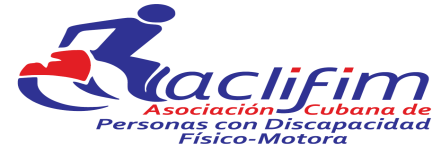 aclifim
Asociación Cubana de
Personas con Discapacidad
Físico-Motora